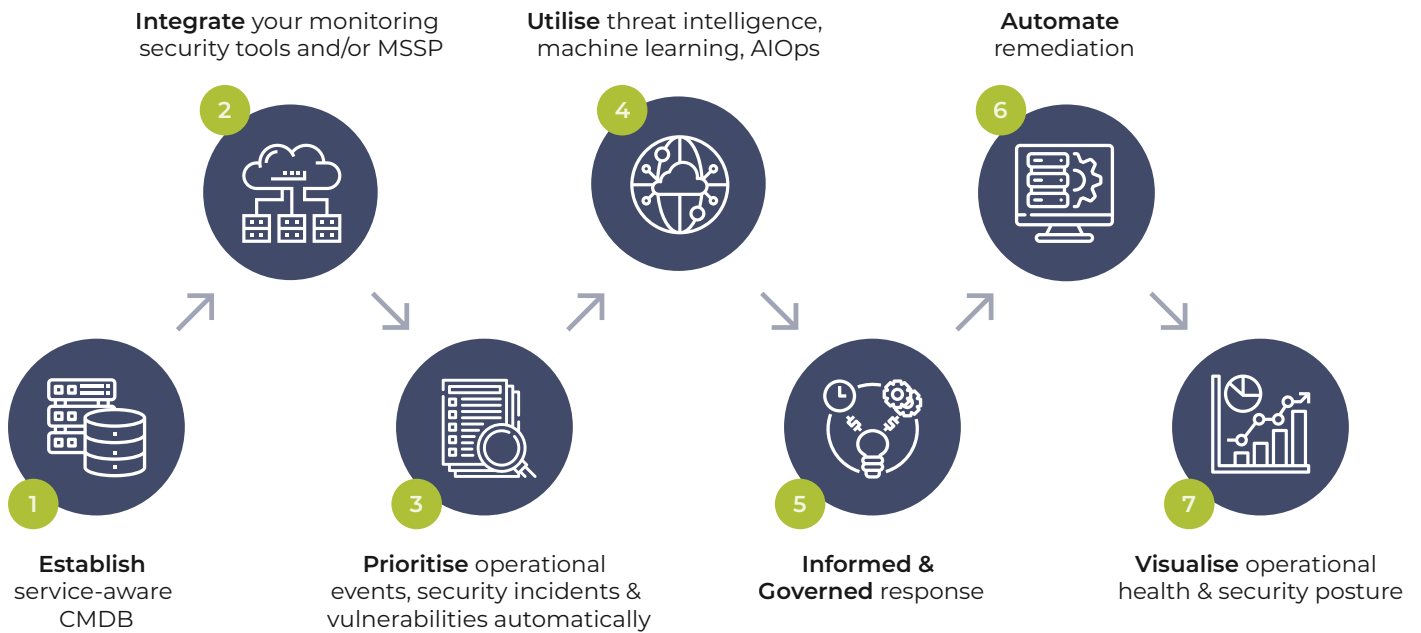 1
Establish
service-aware
CMDB
Integrate your monitoring
security tools and/or MSSP
2
3
Prioritise operational
events, security incidents &
vulnerabilities automatically
Utilise threat intelligence,
machine learning, AIOps
4
5
Informed &
Governed response
Automate
remediation
6
7
Visualise operational
health & security posture